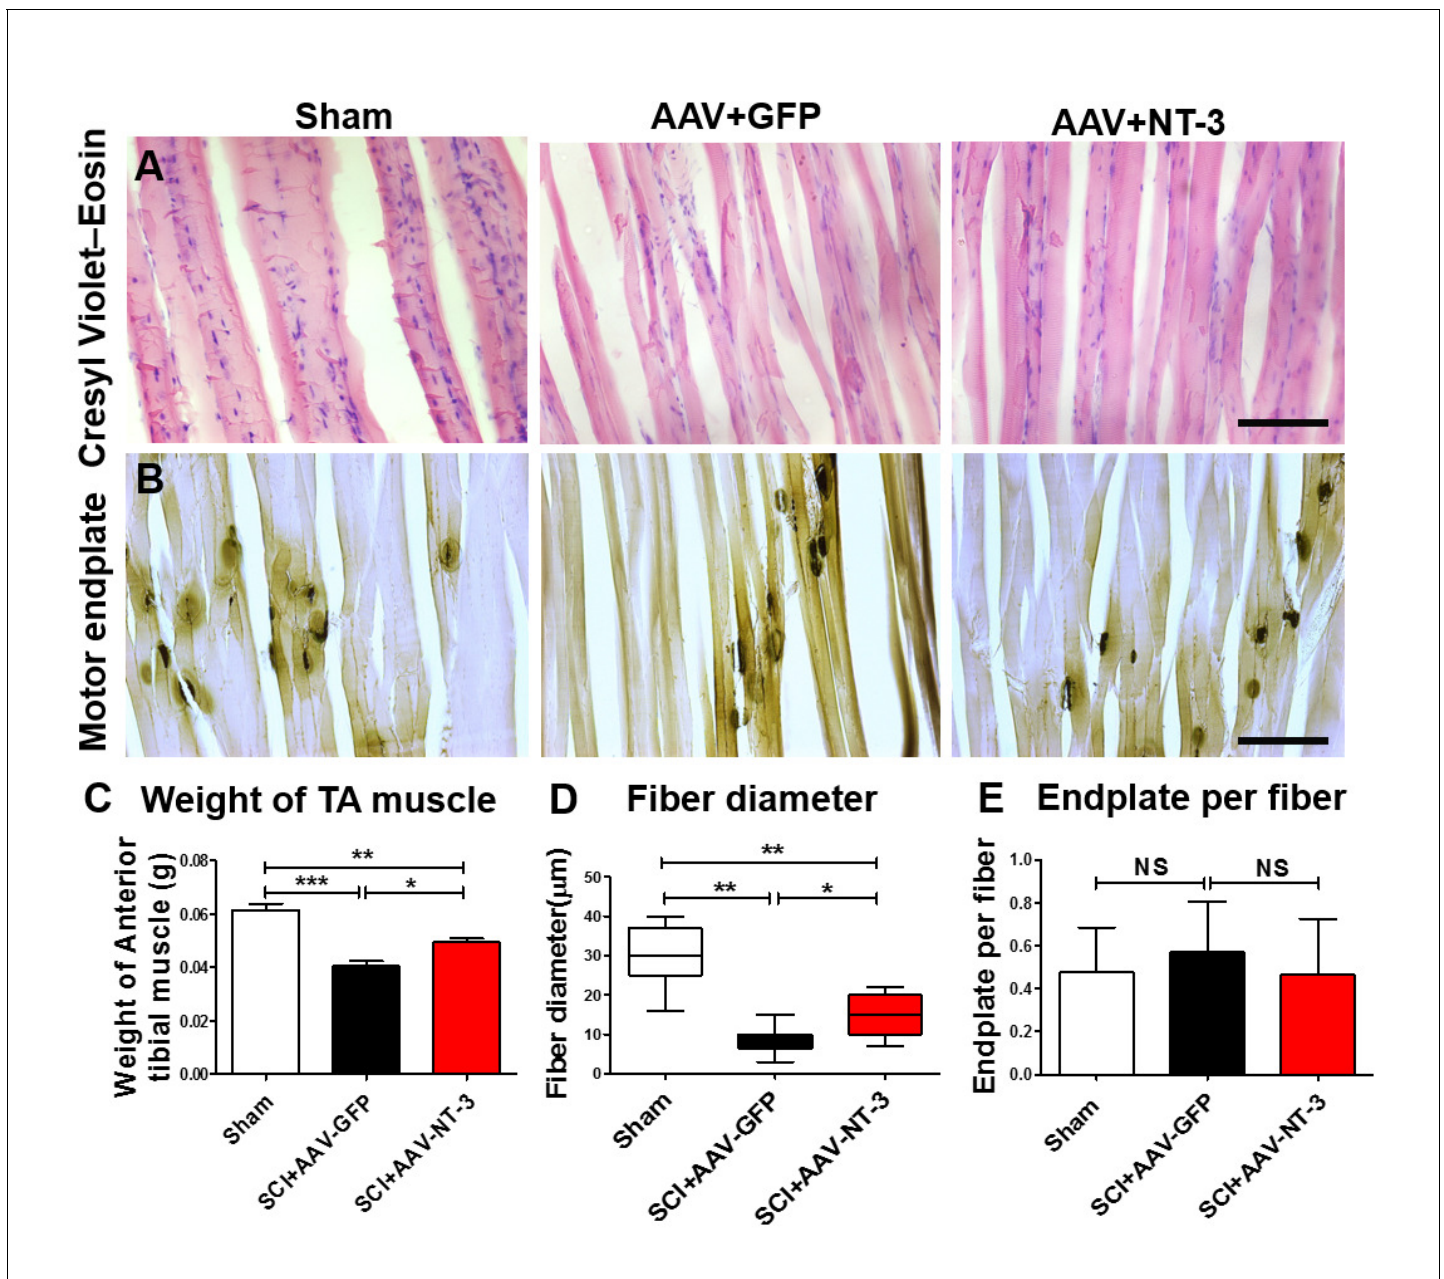 Sham
AAV+GFP
AAV+NT-3
Cresyl Violet–Eosin
A
Motor endplate
B
C Weight of TA muscle
Weight of Anterior
tibial muscle (g)
0.08
0.06
0.04
0.02
0.00
**
***
*
Sham
SCI+AAV-GFP
SCI+AAV-NT-3
D Fiber diameter
Fiber diameter(μm)
50
40
30
20
10
0
**
**
*
Sham
SCI+AAV-GFP
SCI+AAV-NT-3
E Endplate per fiber
Endplate per fiber
1.0
0.8
0.6
0.4
0.2
0.0
NS
NS
Sham
SCI+AAV-GFP
SCI+AAV-NT-3